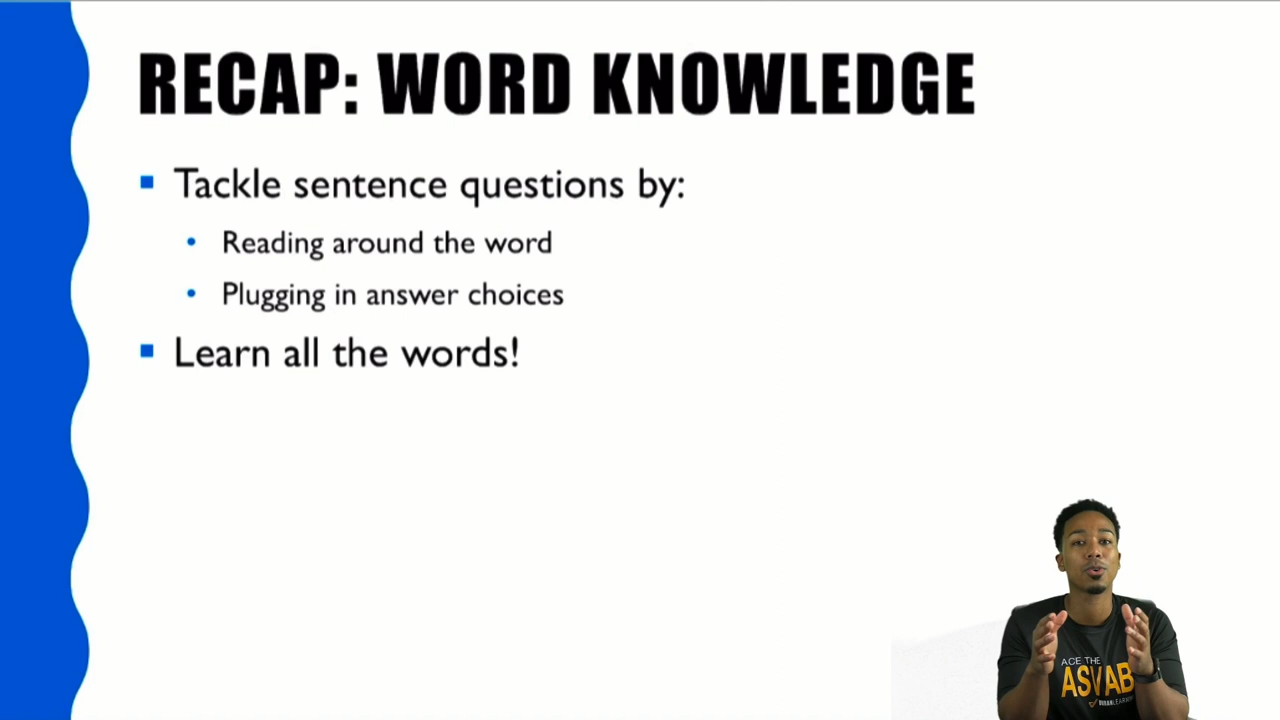 RECAP: WORD KNOWLEDGE
Tackle sentence questions by:
Reading around the word
Plugging in answer choices
Learn all the words!
ACE THE
ASVAB